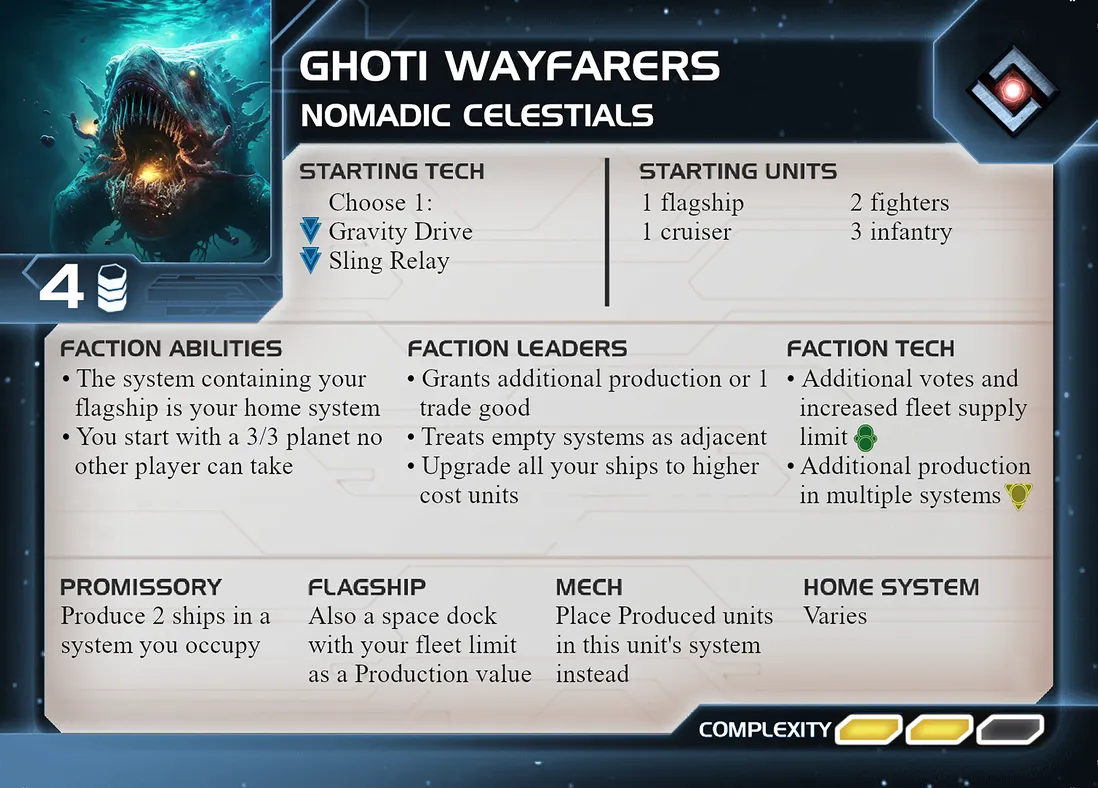 GHOTI WAYFARERS
NOMADIC CELESTIALS
4
STARTING TECH
Choose 1:
Gravity Drive
Sling Relay
STARTING UNITS
1 flagship
1 cruiser
2 fighters
3 infantry
FACTION ABILITIES
• The system containing your
flagship is your home system
• You start with a 3/3 planet no
other player can take
FACTION LEADERS
• Grants additional production or 1
trade good
• Treats empty systems as adjacent
• Upgrade all your ships to higher
cost units
FACTION TECH
• Additional votes and
increased fleet supply
limit
• Additional production
in multiple systems
PROMISSORY
Produce 2 ships in a
system you occupy
FLAGSHIP
Also a space dock
with your fleet limit
as a Production value
MECH
Place Produced units
in this unit's system
instead
HOME SYSTEM
Varies
COMPLEXITY